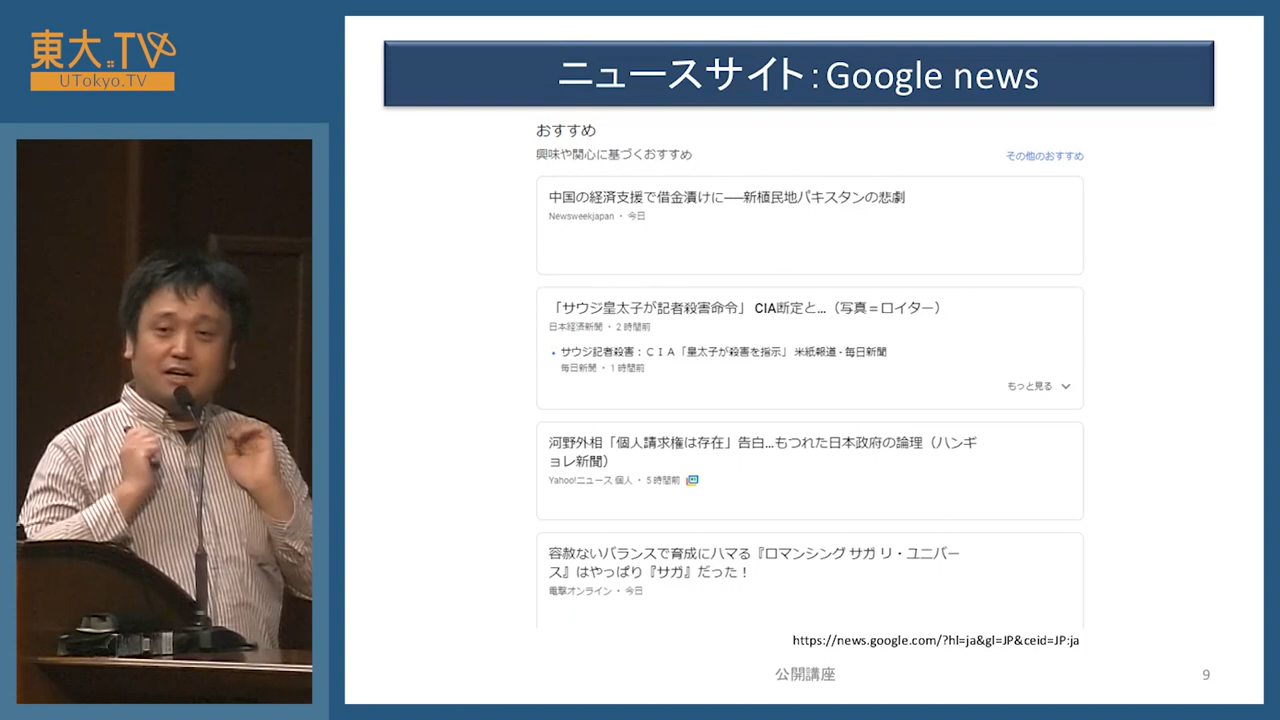 東大.TV
UTokyo.TV
ニュースサイト：Google news
おすすめ
興味や関心に基づくおすすめ
その他のおすすめ
中国の経済支援で借金漬けに──新植民地パキスタンの悲劇
Newsweekjapan ・ 今日
「サウジ皇太子が記者殺害命令」 CIA断定と...（写真＝ロイター）
日本経済新聞 ・ 2 時間前
• サウジ記者殺害：ＣＩＡ「皇太子が殺害を指示」 米紙報道 - 毎日新聞
毎日新聞 ・ 1 時間前
もっと見る
河野外相「個人請求権は存在」告白...もつれた日本政府の論理（ハンギ
ョレ新聞）
Yahoo!ニュース 個人 ・ 5 時間前
容赦ないバランスで育成にハマる『ロマンシング サガ リ・ユニバー
ス』はやっぱり『サガ』だった！
電撃オンライン ・ 今日
https://news.google.com/?hl=ja&gl=JP&ceid=JP:ja
公開講座
9